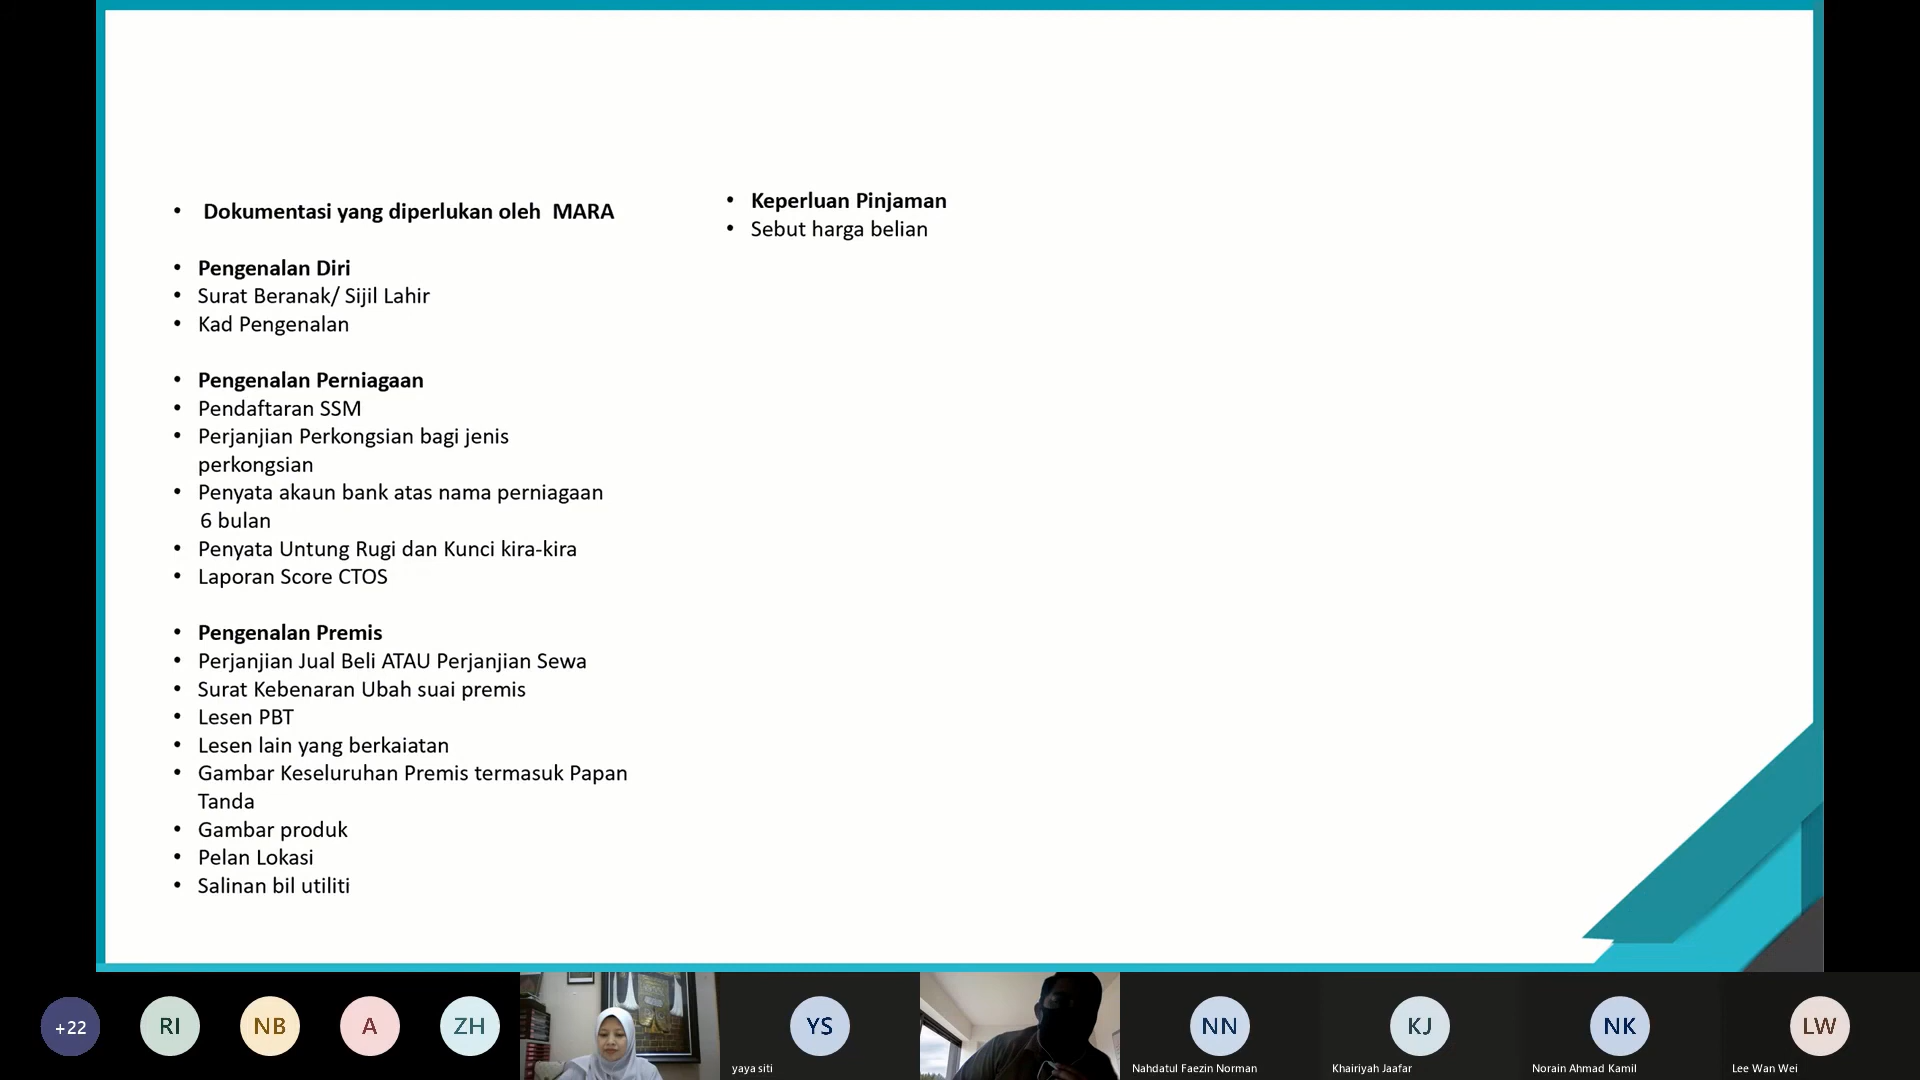 Dokumentasi yang diperlukan oleh MARA
Pengenalan Diri
Surat Beranak/ Sijil Lahir
Kad Pengenalan
Pengenalan Perniagaan
Pendaftaran SSM
Perjanjian Perkongsian bagi jenis
perkongsian
Penyata akaun bank atas nama perniagaan
6 bulan
Penyata Untung Rugi dan Kunci kira-kira
Laporan Score CTOS
Pengenalan Premis
Perjanjian Jual Beli ATAU Perjanjian Sewa
Surat Kebenaran Ubah suai premis
Lesen PBT
Lesen lain yang berkaiatan
Gambar Keseluruhan Premis termasuk Papan
Tanda
Gambar produk
Pelan Lokasi
Salinan bil utiliti
Keperluan Pinjaman
Sebut harga belian
+22
RI
NB
A
ZH
YS
yaya siti
NN
Nahdatul Faezin Norman
KJ
Khairiyah Jaafar
NK
Norain Ahmad Kamil
LW
Lee Wan Wei